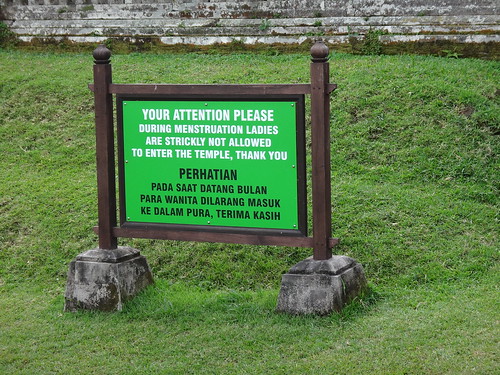 YOUR ATTENTION PLEASE
DURING MENSTRUATION LADIES
ARE STRICKLY NOT ALLOWED
TO ENTER THE TEMPLE, THANK YOU
PERHATIAN
PADA SAAT DATANG BULAN
PARA WANITA DILARANG MASUK
KE DALAM PURA, TERIMA KASIH